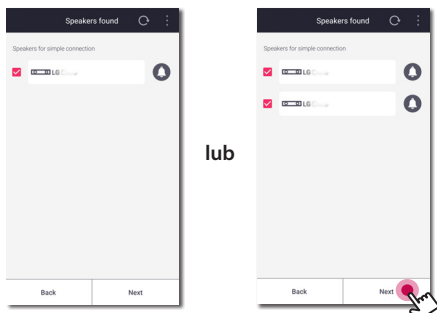 Speakers found
Speakers for simple connection
LG
Back Next
lub
Speakers found
Speakers for simple connection
LG
LG
Back Next